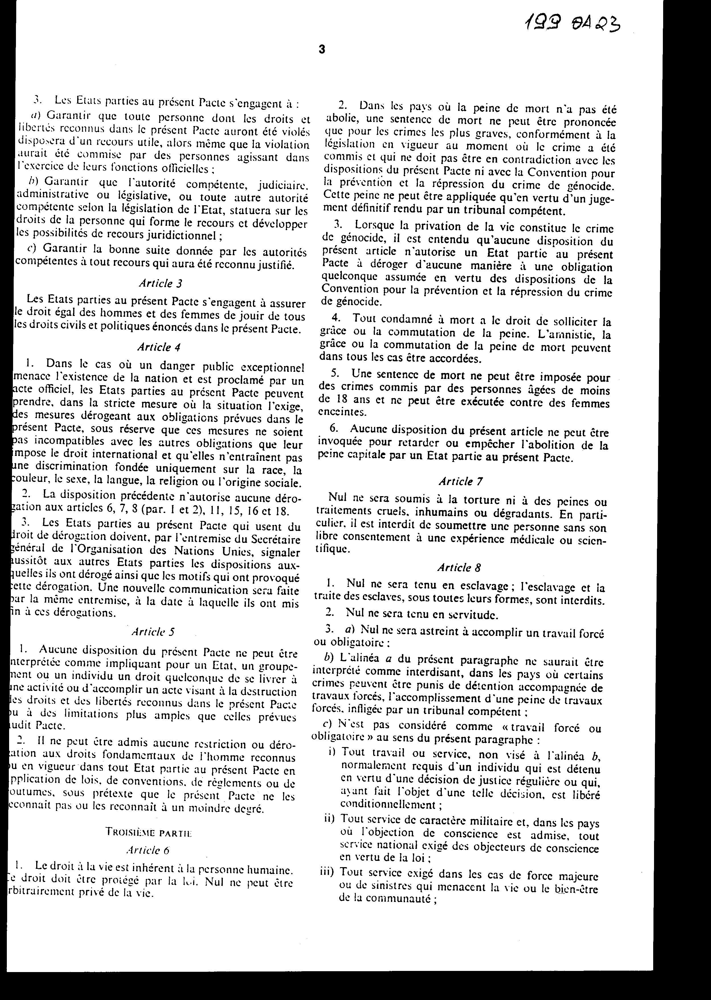 199 OA 23
3
3. Les Etats parties au présent Pacte s'engagent à :
a) Garantir que toute personne dont les droits et
libertés reconnus dans le présent Pacte auront été violés
disposera d'un recours utile, alors même que la violation
aurait été commise par des personnes agissant dans
l'exercice de leurs fonctions officielles ;
b) Garantir que l'autorité compétente, judiciaire,
administrative ou législative, ou toute autre autorité
compétente selon la législation de l'Etat, statuera sur les
droits de la personne qui forme le recours et développer
les possibilités de recours juridictionnel ;
c) Garantir la bonne suite donnée par les autorités
compétentes à tout recours qui aura été reconnu justifié.
Article 3
Les Etats parties au présent Pacte s'engagent à assurer
le droit égal des hommes et des femmes de jouir de tous
les droits civils et politiques énoncés dans le présent Pacte.
Article 4
1. Dans le cas où un danger public exceptionnel
menace l'existence de la nation et est proclamé par un
acte officiel, les Etats parties au présent Pacte peuvent
prendre, dans la stricte mesure où la situation l'exige,
des mesures dérogeant aux obligations prévues dans le
présent Pacte, sous réserve que ces mesures ne soient
pas incompatibles avec les autres obligations que leur
impose le droit international et qu'elles n'entraînent pas
une discrimination fondée uniquement sur la race, la
couleur, le sexe, la langue, la religion ou l'origine sociale.
2. La disposition précédente n'autorise aucune déro-
gation aux articles 6, 7, 8 (par. 1 et 2), 11, 15, 16 et 18.
3. Les Etats parties au présent Pacte qui usent du
droit de dérogation doivent, par l'entremise du Secrétaire
général de l'Organisation des Nations Unies, signaler
aussitôt aux autres Etats parties les dispositions aux-
quelles ils ont dérogé ainsi que les motifs qui ont provoqué
cette dérogation. Une nouvelle communication sera faite
par la même entremise, à la date à laquelle ils ont mis
fin à ces dérogations.
Article 5
1. Aucune disposition du présent Pacte ne peut être
nterprétée comme impliquant pour un Etat, un groupe-
ment ou un individu un droit quelconque de se livrer à
une activité ou d'accomplir un acte visant à la destruction
des droits et des libertés reconnus dans le présent Pacte
ou à des limitations plus amples que celles prévues
audit Pacte.
2. Il ne peut être admis aucune restriction ou déro-
ation aux droits fondamentaux de l'homme reconnus
ou en vigueur dans tout Etat partie au présent Pacte en
pplication de lois, de conventions, de règlements ou de
outumes, sous prétexte que le présent Pacte ne les
econnaît pas ou les reconnaît à un moindre degré.
TROISIÈME PARTIE
Article 6
1. Le droit à la vie est inhérent à la personne humaine.
Ce droit doit être protégé par la loi. Nul ne peut être
rbitrairement privé de la vie.
2. Dans les pays où la peine de mort n'a pas été
abolie, une sentence de mort ne peut être prononcée
que pour les crimes les plus graves, conformément à la
législation en vigueur au moment où le crime a été
commis et qui ne doit pas être en contradiction avec les
dispositions du présent Pacte ni avec la Convention pour
la prévention et la répression du crime de génocide.
Cette peine ne peut être appliquée qu'en vertu d'un juge-
ment définitif rendu par un tribunal compétent.
3. Lorsque la privation de la vie constitue le crime
de génocide, il est entendu qu'aucune disposition du
présent article n'autorise un Etat partie au présent
Pacte à déroger d'aucune manière à une obligation
quelconque assumée en vertu des dispositions de la
Convention pour la prévention et la répression du crime
de génocide.
4. Tout condamné à mort a le droit de solliciter la
grâce ou la commutation de la peine. L'amnistie, la
grâce ou la commutation de la peine de mort peuvent
dans tous les cas être accordées.
5. Une sentence de mort ne peut être imposée pour
des crimes commis par des personnes âgées de moins
de 18 ans et ne peut être exécutée contre des femmes
enceintes.
6. Aucune disposition du présent article ne peut être
invoquée pour retarder ou empêcher l'abolition de la
peine capitale par un Etat partie au présent Pacte.
Article 7
Nul ne sera soumis à la torture ni à des peines ou
traitements cruels, inhumains ou dégradants. En parti-
culier, il est interdit de soumettre une personne sans son
libre consentement à une expérience médicale ou scien-
tifique.
Article 8
1. Nul ne sera tenu en esclavage ; l'esclavage et la
traite des esclaves, sous toutes leurs formes, sont interdits.
2. Nul ne sera tenu en servitude.
3. a) Nul ne sera astreint à accomplir un travail forcé
ou obligatoire ;
b) L'alinéa a du présent paragraphe ne saurait être
interprété comme interdisant, dans les pays où certains
crimes peuvent être punis de détention accompagnée de
travaux forcés, l'accomplissement d'une peine de travaux
forcés, infligée par un tribunal compétent ;
c) N'est pas considéré comme « travail forcé ou
obligatoire » au sens du présent paragraphe :
i) Tout travail ou service, non visé à l'alinéa b,
normalement requis d'un individu qui est détenu
en vertu d'une décision de justice régulière ou qui,
ayant fait l'objet d'une telle décision, est libéré
conditionnellement ;
ii) Tout service de caractère militaire et, dans les pays
où l'objection de conscience est admise, tout
service national exigé des objecteurs de conscience
en vertu de la loi ;
iii) Tout service exigé dans les cas de force majeure
ou de sinistres qui menacent la vie ou le bien-être
de la communauté ;